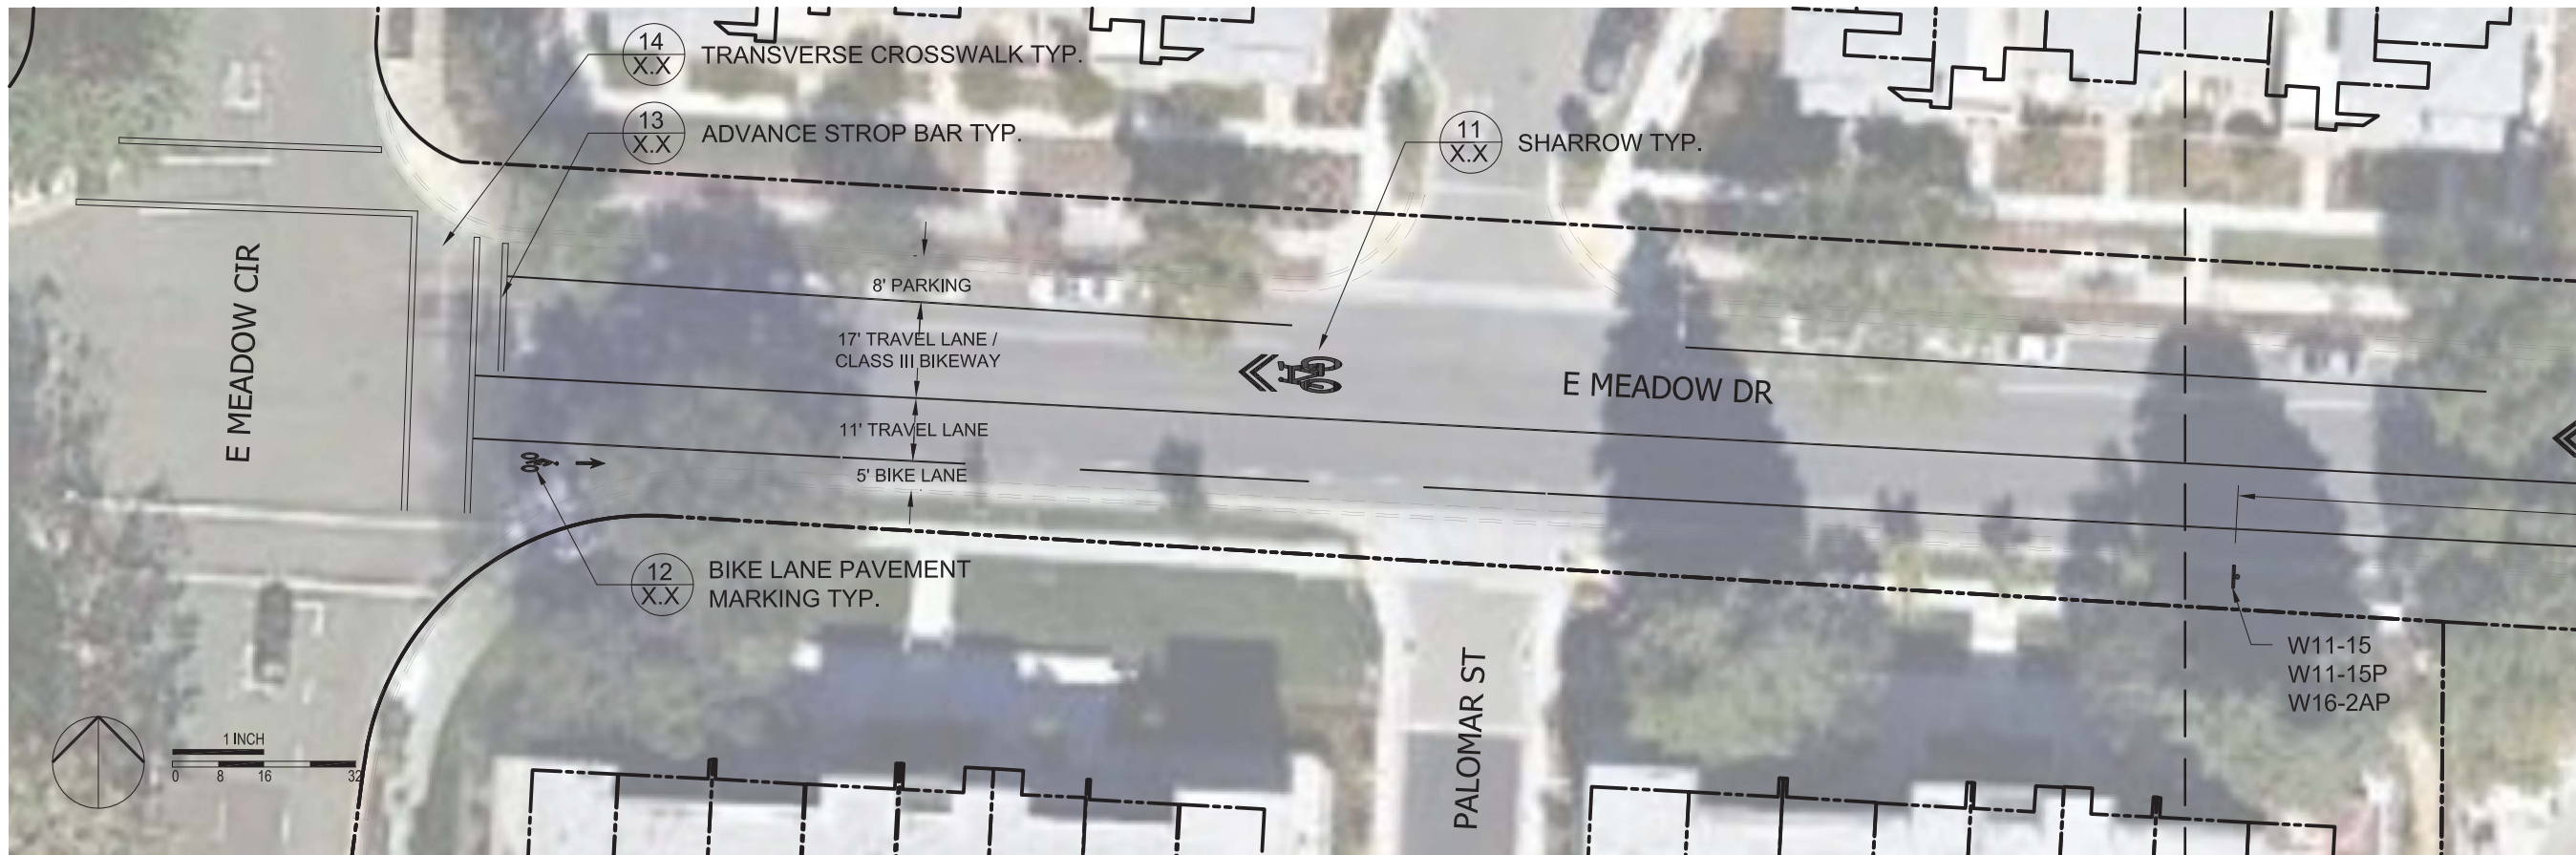 14
X.X
TRANSVERSE CROSSWALK TYP.
13
X.X
ADVANCE STROP BAR TYP.
11
X.X
SHARROW TYP.
8' PARKING
17' TRAVEL LANE /
CLASS III BIKEWAY
11' TRAVEL LANE
5' BIKE LANE
E MEADOW CIR
E MEADOW DR
12
X.X
BIKE LANE PAVEMENT
MARKING TYP.
PALOMAR ST
W11-15
W11-15P
W16-2AP
1 INCH
0 8 16 32